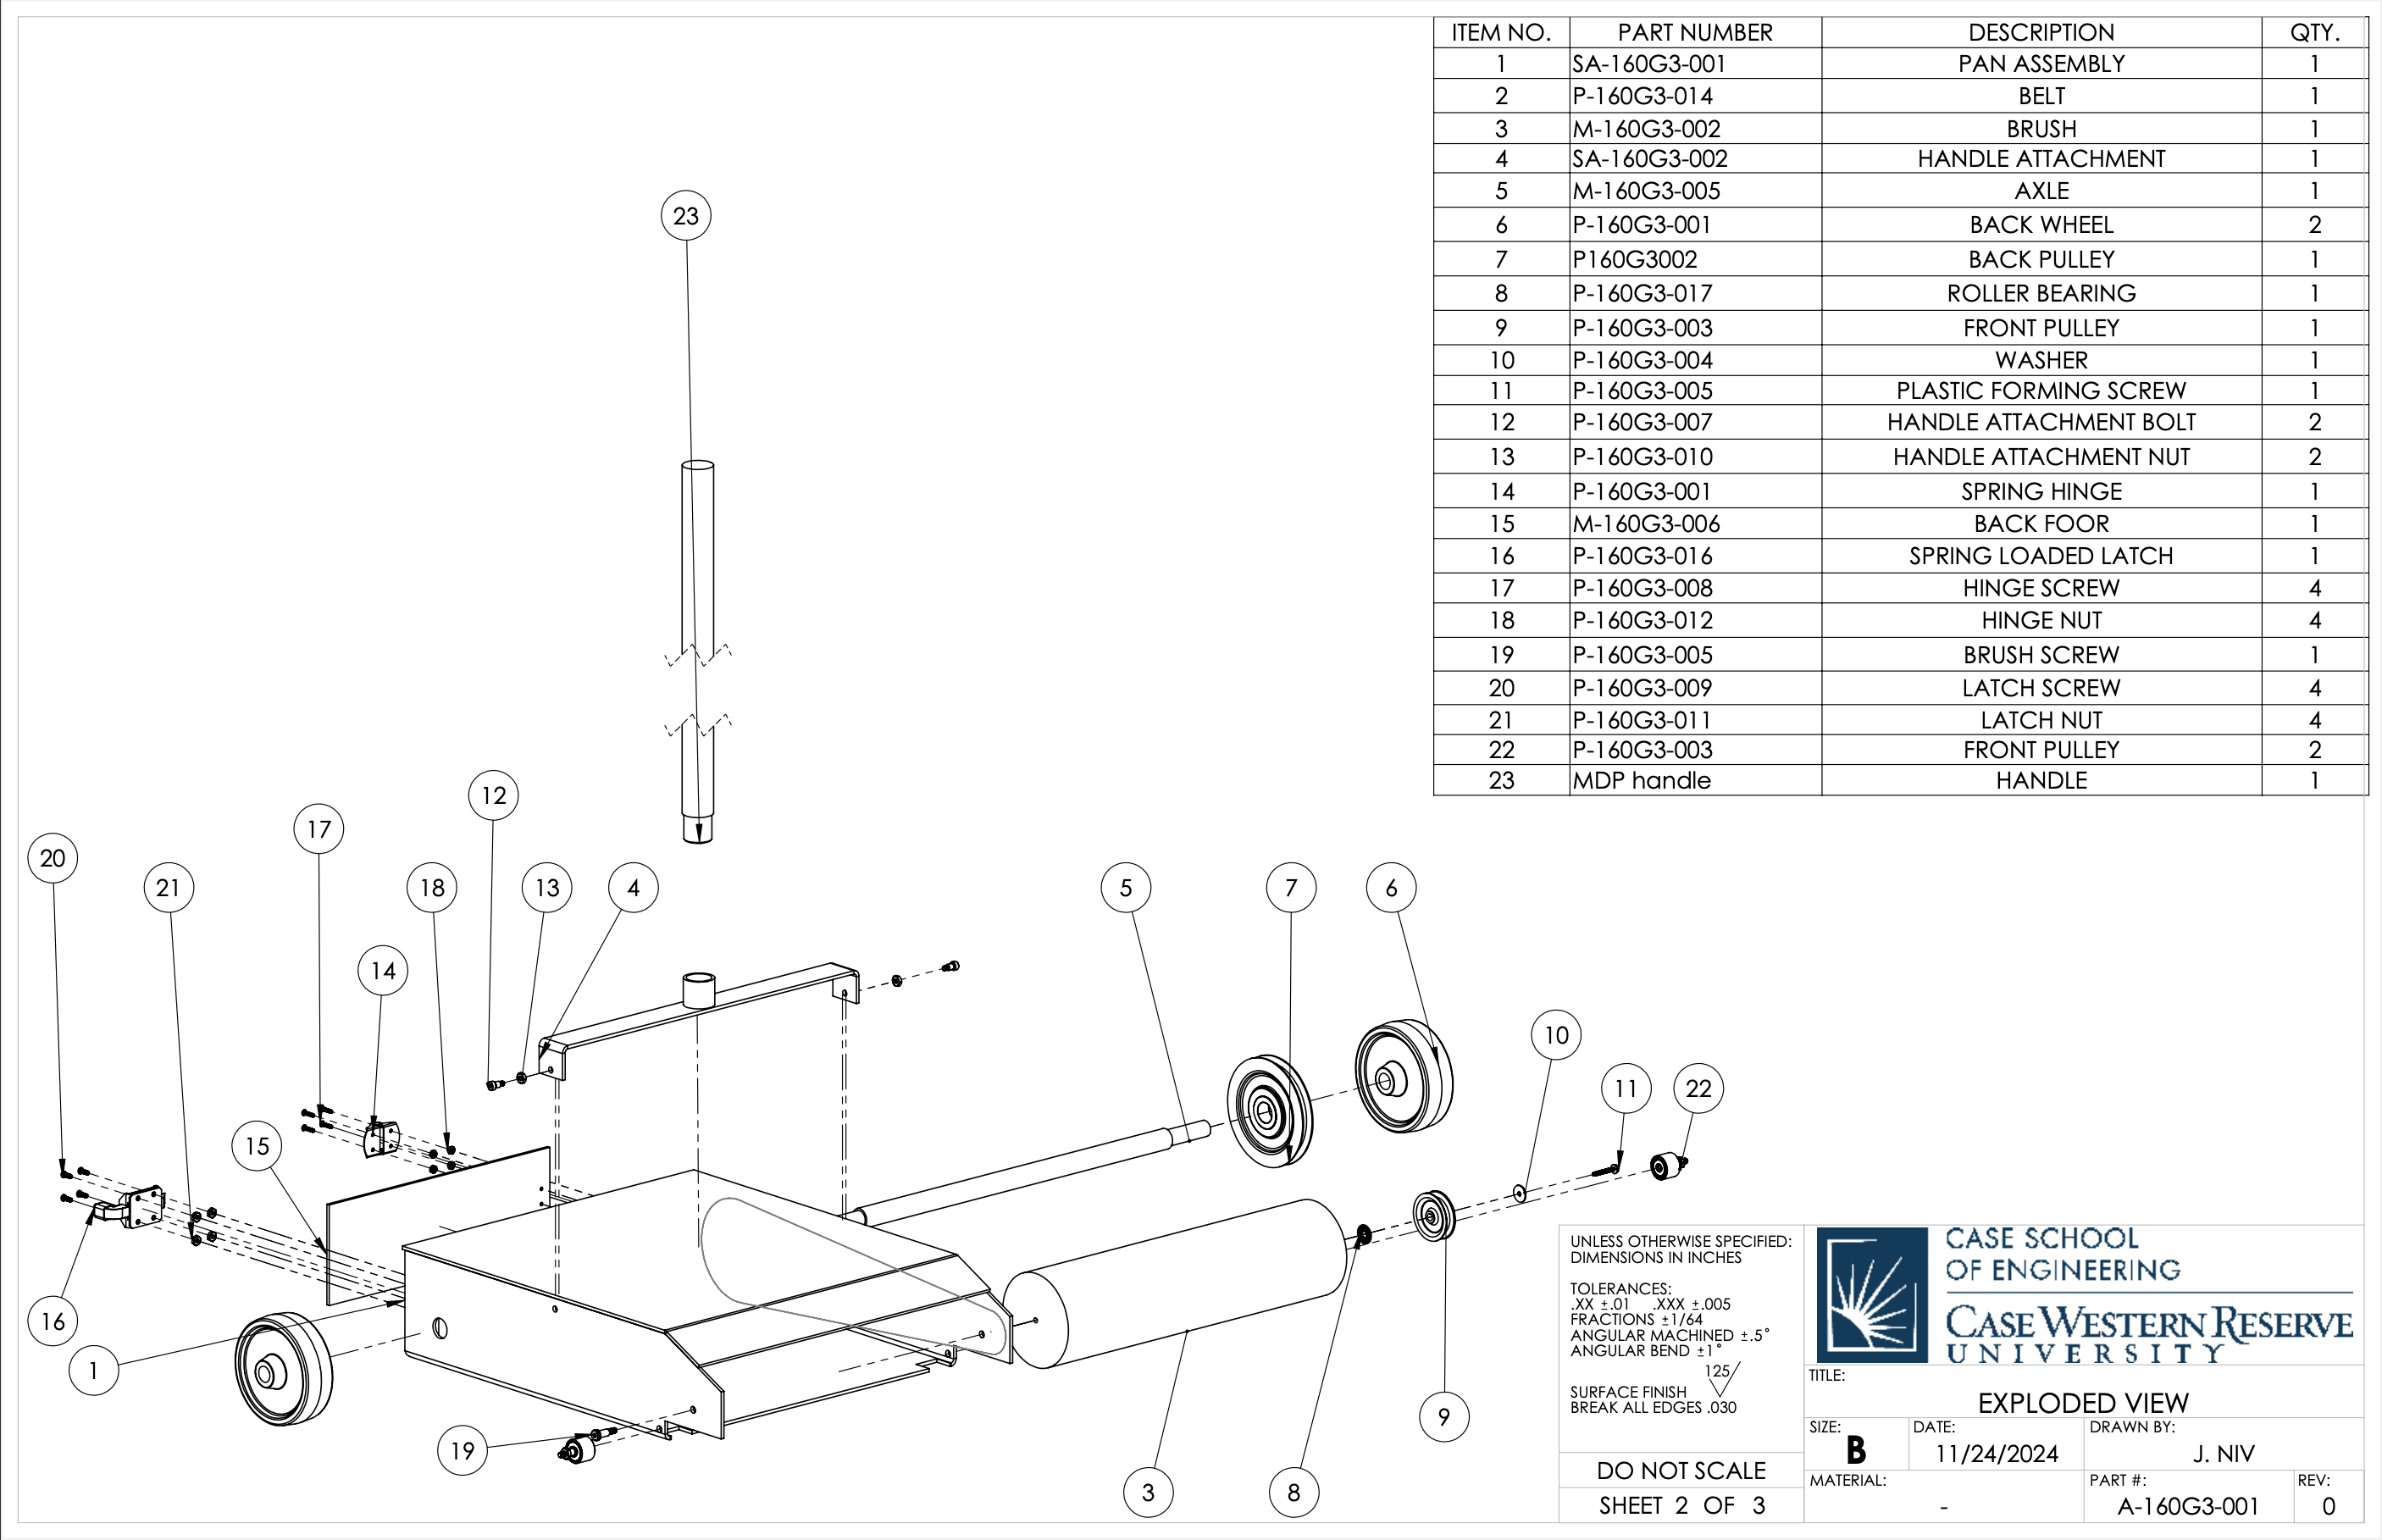 ITEM NO. PART NUMBER DESCRIPTION QTY.
1 SA-160G3-001 PAN ASSEMBLY 1
2 P-160G3-014 BELT 1
3 M-160G3-002 BRUSH 1
4 SA-160G3-002 HANDLE ATTACHMENT 1
5 M-160G3-005 AXLE 1
6 P-160G3-001 BACK WHEEL 2
7 P160G3002 BACK PULLEY 1
8 P-160G3-017 ROLLER BEARING 1
9 P-160G3-003 FRONT PULLEY 1
10 P-160G3-004 WASHER 1
11 P-160G3-005 PLASTIC FORMING SCREW 1
12 P-160G3-007 HANDLE ATTACHMENT BOLT 2
13 P-160G3-010 HANDLE ATTACHMENT NUT 2
14 P-160G3-001 SPRING HINGE 1
15 M-160G3-006 BACK FOOR 1
16 P-160G3-016 SPRING LOADED LATCH 1
17 P-160G3-008 HINGE SCREW 4
18 P-160G3-012 HINGE NUT 4
19 P-160G3-005 BRUSH SCREW 1
20 P-160G3-009 LATCH SCREW 4
21 P-160G3-011 LATCH NUT 4
22 P-160G3-003 FRONT PULLEY 2
23 MDP handle HANDLE 1
23
12
17
20
21
18
13
4
5
7
6
14
10
11
22
15
16
1
19
9
3
8
UNLESS OTHERWISE SPECIFIED:
DIMENSIONS IN INCHES
TOLERANCES:
.XX ±.01 .XXX ±.005
FRACTIONS ±1/64
ANGULAR MACHINED ±.5°
ANGULAR BEND ±1°
125
SURFACE FINISH
BREAK ALL EDGES .030
DO NOT SCALE
SHEET 2 OF 3
CASE SCHOOL
OF ENGINEERING
CASE WESTERN RESERVE
UNIVERSITY
TITLE:
EXPLODED VIEW
SIZE: DATE: DRAWN BY:
B 11/24/2024 J. NIV
MATERIAL: PART #: REV:
- A-160G3-001 0